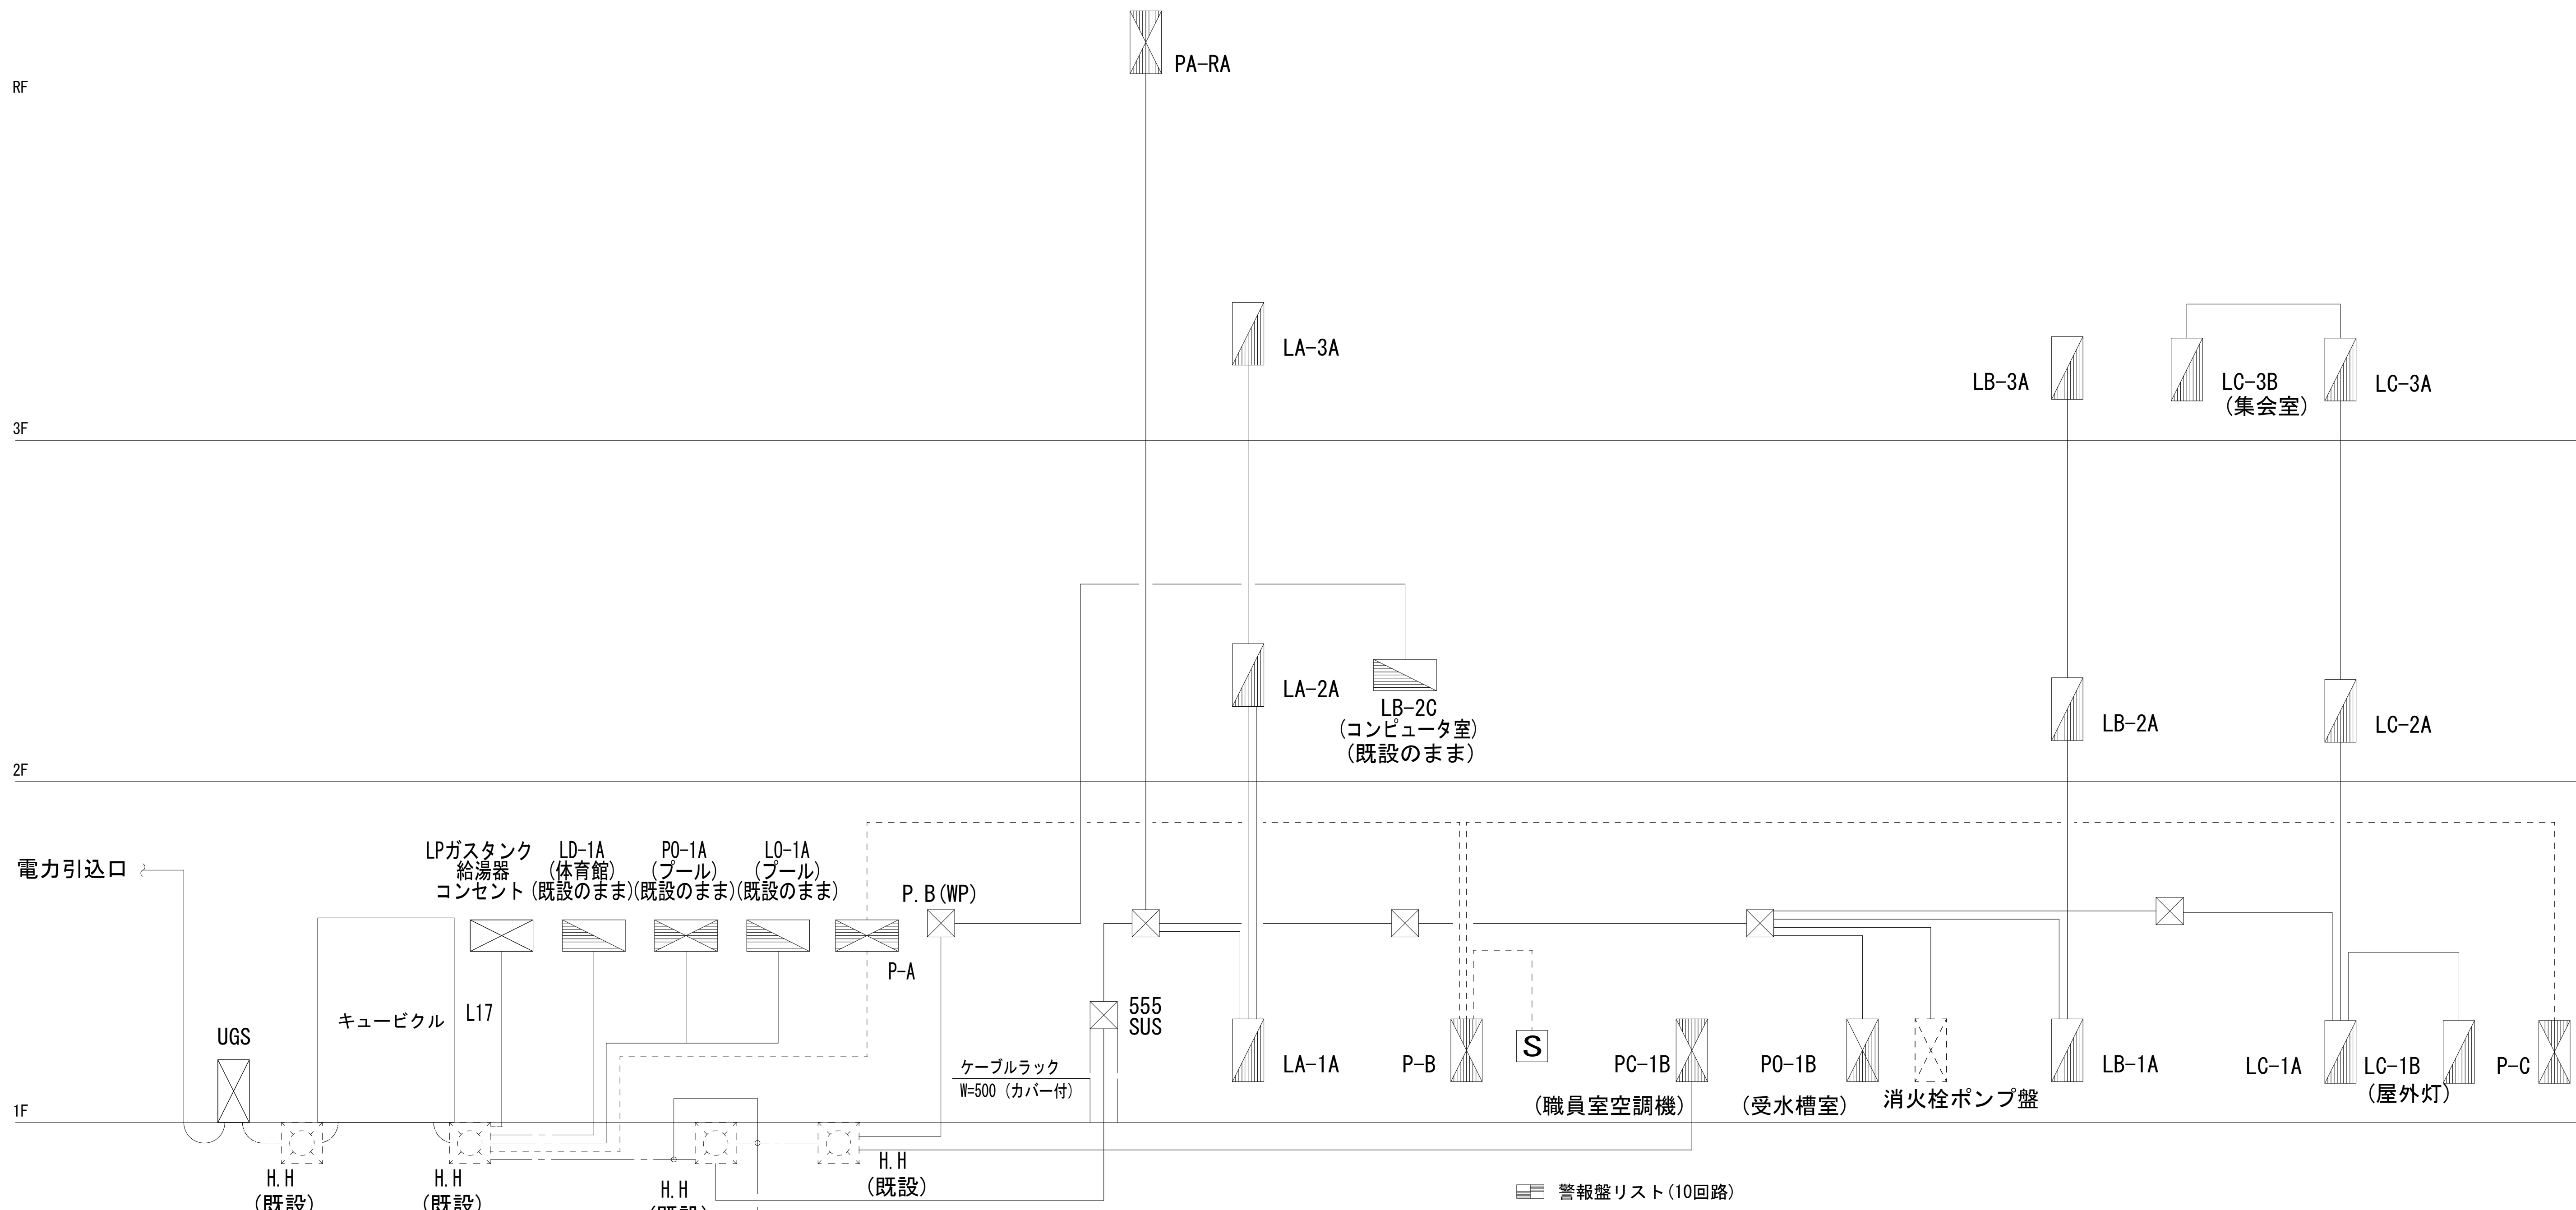 PA-RA
RF
LA-3A
LB-3A
LC-3B
(集会室)
LC-3A
3F
LA-2A
LB-2C
(コンピュータ室)
(既設のまま)
LB-2A
LC-2A
2F
電力引込口
LPガスタンク
給湯器
コンセント
LD-1A
(体育館)
(既設のまま)
PO-1A
(プール)
(既設のまま)
LO-1A
(プール)
(既設のまま)
P.B(WP)
P-A
キュービクル
L17
UGS
555
SUS
ケーブルラック
W=500 (カバー付)
LA-1A
P-B
S
PC-1B
(職員室空調機)
PO-1B
(受水槽室)
消火栓ポンプ盤
LB-1A
LC-1A
LC-1B
(屋外灯)
P-C
1F
H.H
(既設)
H.H
(既設)
H.H
(既設)
H.H
(既設)
警報盤リスト(10回路)